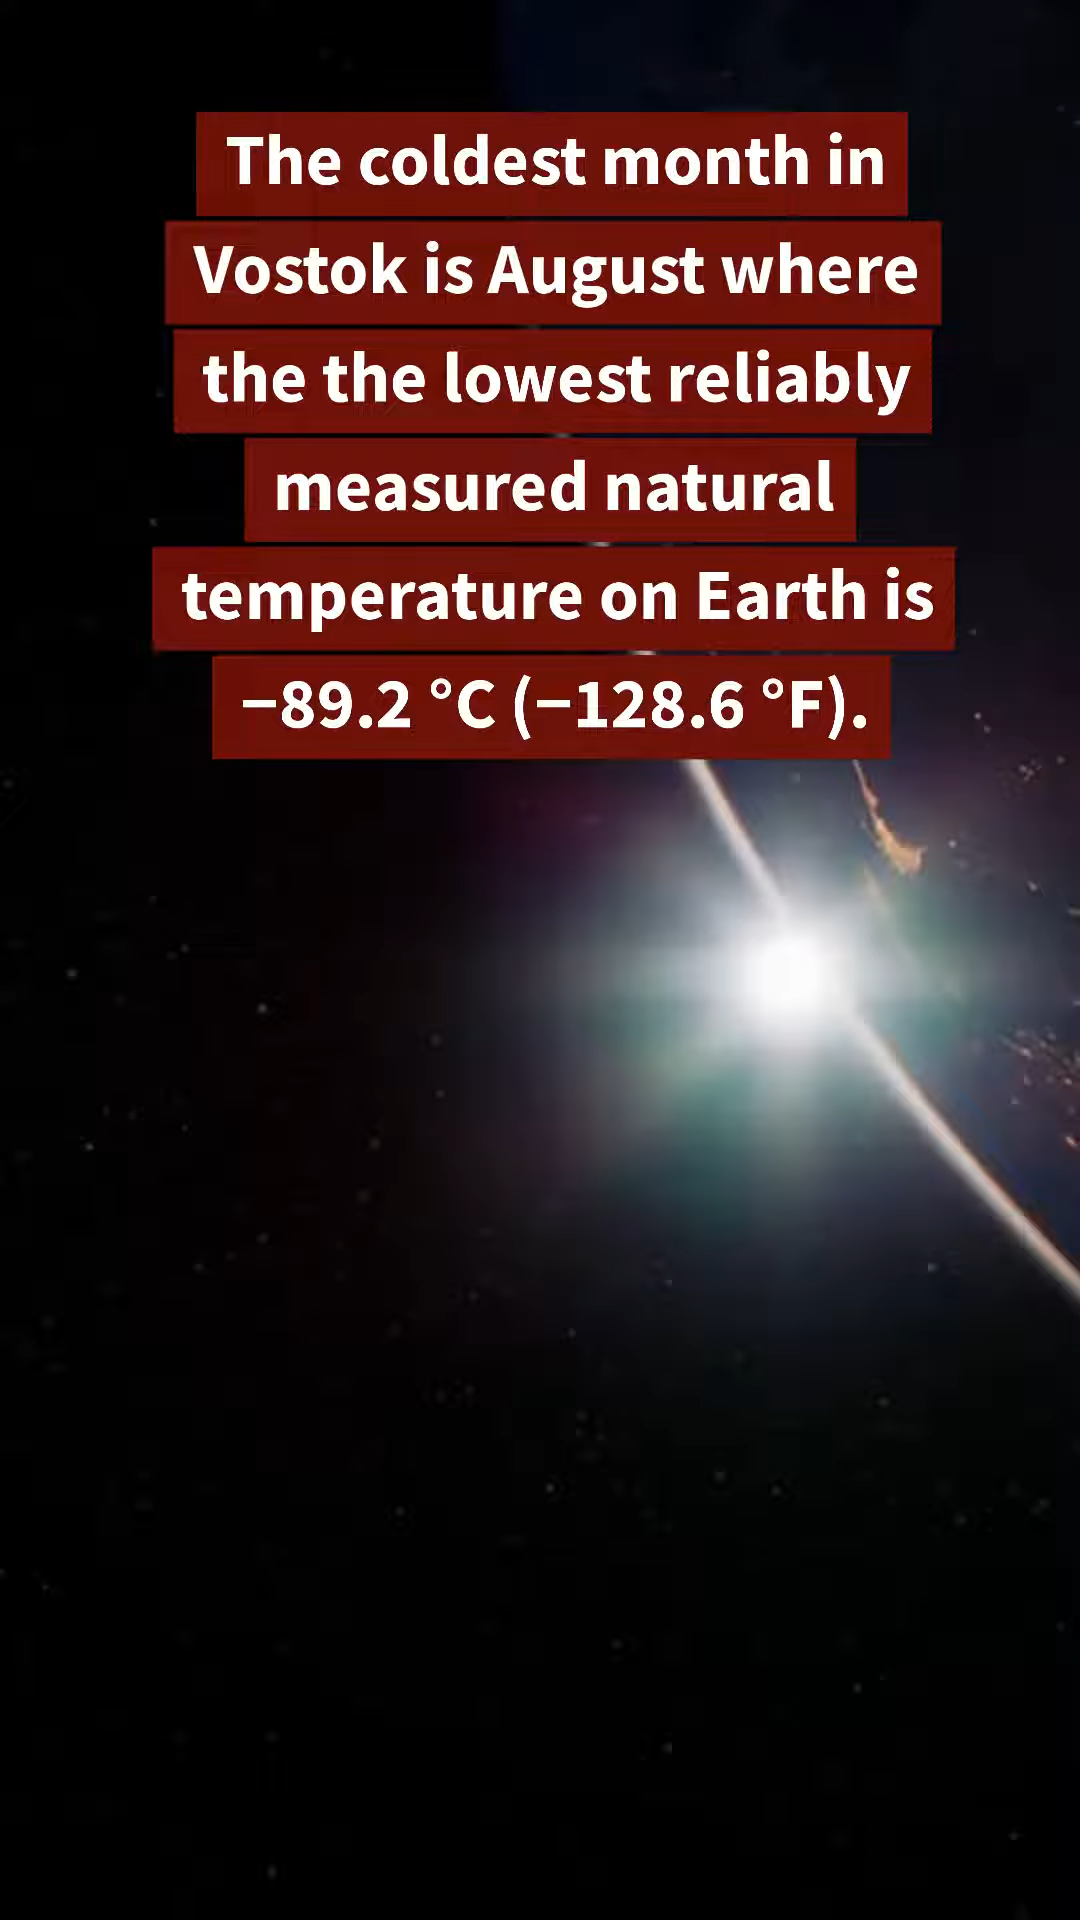 The coldest month in
Vostok is August where
the the lowest reliably
measured natural
temperature on Earth is
−89.2 °C (−128.6 °F).